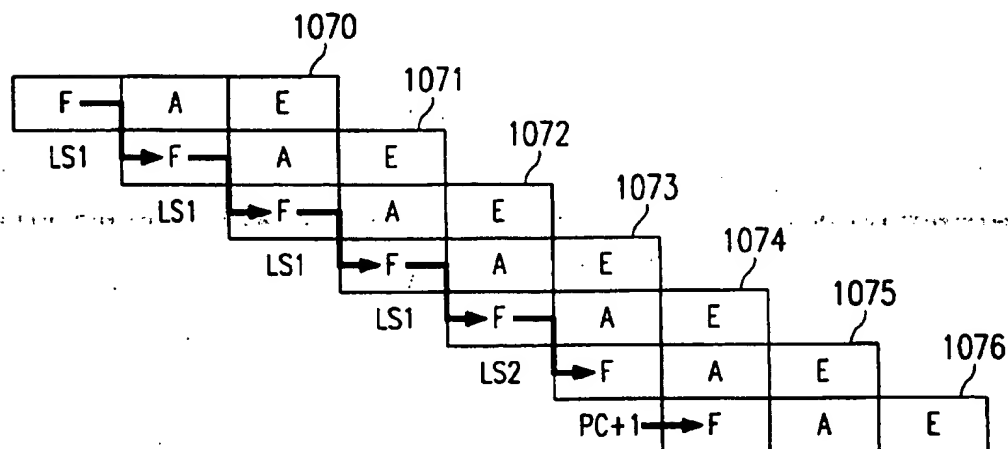 1070
F A E
1071
LS1 F A E
1072
LS1 F A E
1073
LS1 F A E
1074
LS1 F A E
1075
LS2 F A E
1076
PC+1 F A E